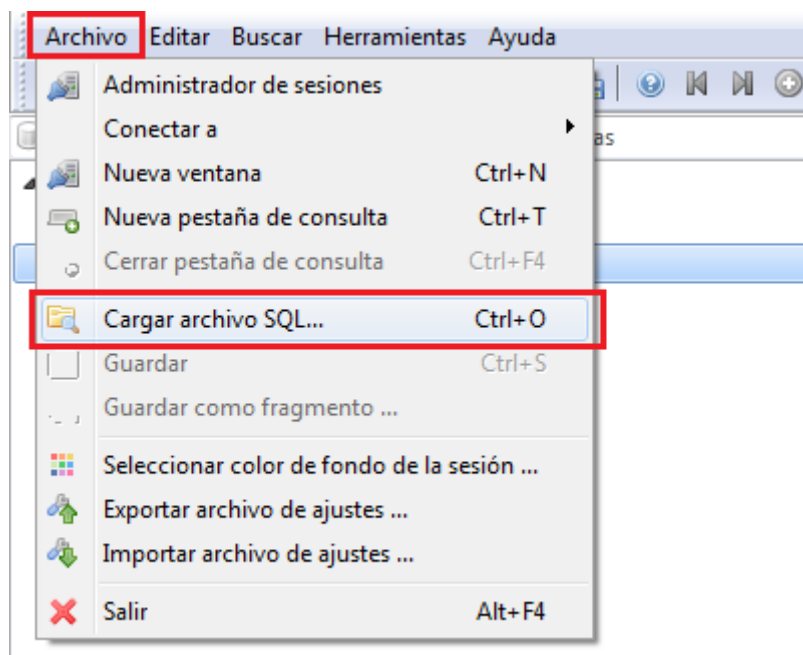 Archivo Editar Buscar Herramientas Ayuda
Administrador de sesiones
Conectar a
as
Nueva ventana Ctrl+N
Nueva pestaña de consulta Ctrl+T
Cerrar pestaña de consulta Ctrl+F4
Cargar archivo SQL... Ctrl+O
Guardar Ctrl+S
Guardar como fragmento ...
Seleccionar color de fondo de la sesión ...
Exportar archivo de ajustes ...
Importar archivo de ajustes ...
Salir Alt+F4